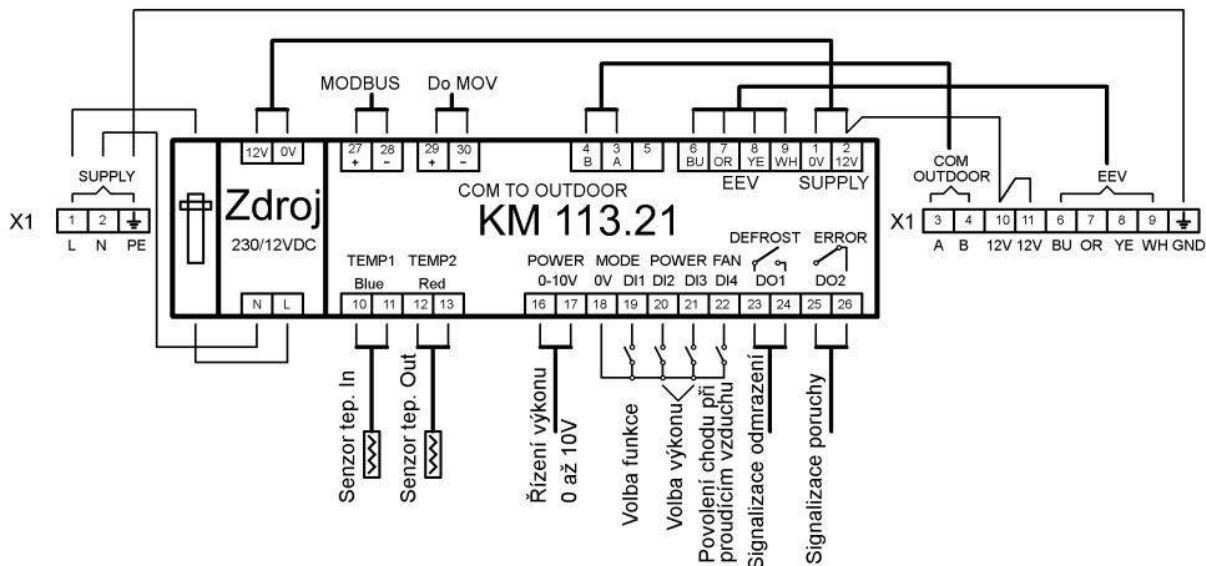 MODBUS Do MOV
12V 0V 27 28 29 30 4 3 5 6 7 8 9 1 2
+ − + − B A BU OR YE WH 0V 12V
EEV SUPPLY
COM TO OUTDOOR
SUPPLY
X1 1 2
L N PE
Zdroj
230/12VDC
N L
KM 113.21
COM
OUTDOOR
EEV
X1 3 4 10 11 6 7 8 9
A B 12V 12V BU OR YE WH GND
DEFROST ERROR
TEMP1 TEMP2 POWER MODE POWER FAN
Blue Red 0-10V 0V DI1 DI2 DI3 DI4 DO1 DO2
10 11 12 13 16 17 18 19 20 21 22 23 24 25 26
Senzor tep. In
Senzor tep. Out
Řízení výkonu
0 až 10V
Volba funkce
Volba výkonu
Povolení chodu při
proudícím vzduchu
Signalizace odmrazení
Signalizace poruchy